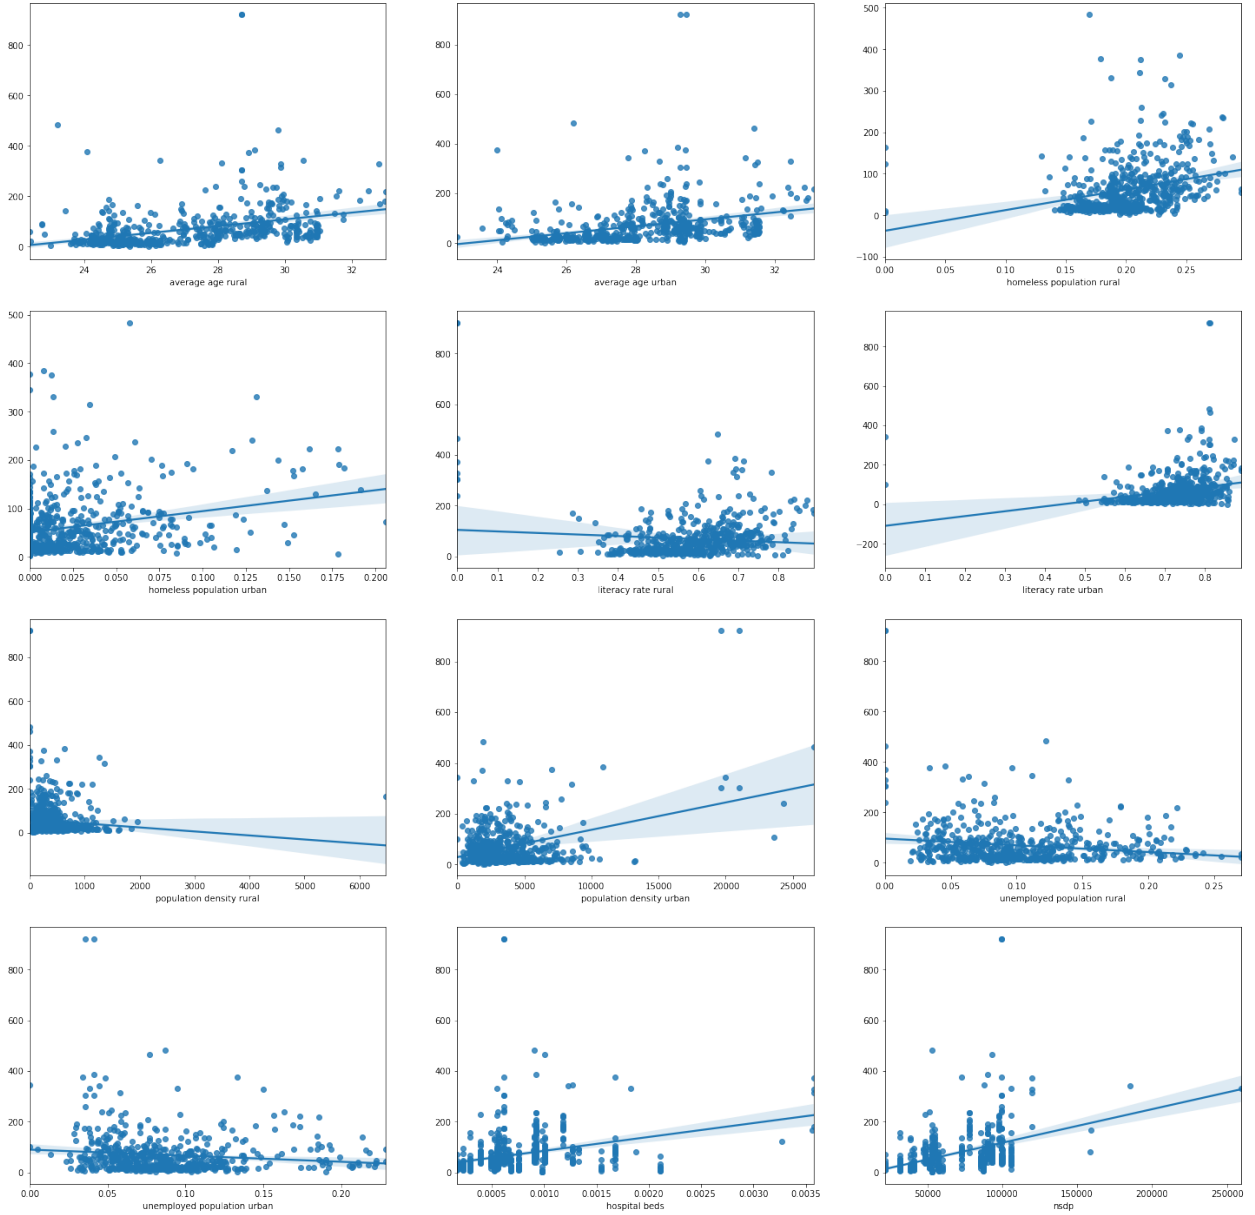 800
600
400
200
0
24 26 28 30 32
average age rural
800
600
400
200
0
24 26 28 30 32
average age urban
500
400
300
200
100
0
−100
0.00 0.05 0.10 0.15 0.20 0.25
homeless population rural
500
400
300
200
100
0
0.000 0.025 0.050 0.075 0.100 0.125 0.150 0.175 0.200
homeless population urban
800
600
400
200
0
0.0 0.1 0.2 0.3 0.4 0.5 0.6 0.7 0.8
literacy rate rural
800
600
400
200
0
−200
0.0 0.1 0.2 0.3 0.4 0.5 0.6 0.7 0.8
literacy rate urban
800
600
400
200
0
0 1000 2000 3000 4000 5000 6000
population density rural
800
600
400
200
0
0 5000 10000 15000 20000 25000
population density urban
800
600
400
200
0
0.00 0.05 0.10 0.15 0.20 0.25
unemployed population rural
800
600
400
200
0
0.00 0.05 0.10 0.15 0.20
unemployed population urban
800
600
400
200
0
0.0005 0.0010 0.0015 0.0020 0.0025 0.0030 0.0035
hospital beds
800
600
400
200
0
50000 100000 150000 200000 250000
nsdp